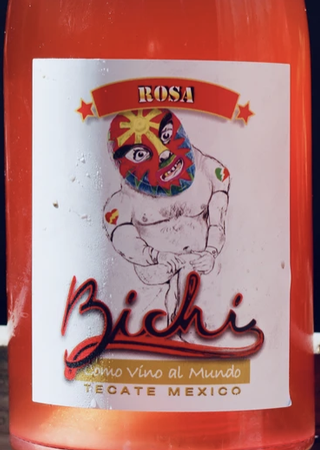 ROSA
Bichi
Como Vino al Mundo
TECATE MEXICO